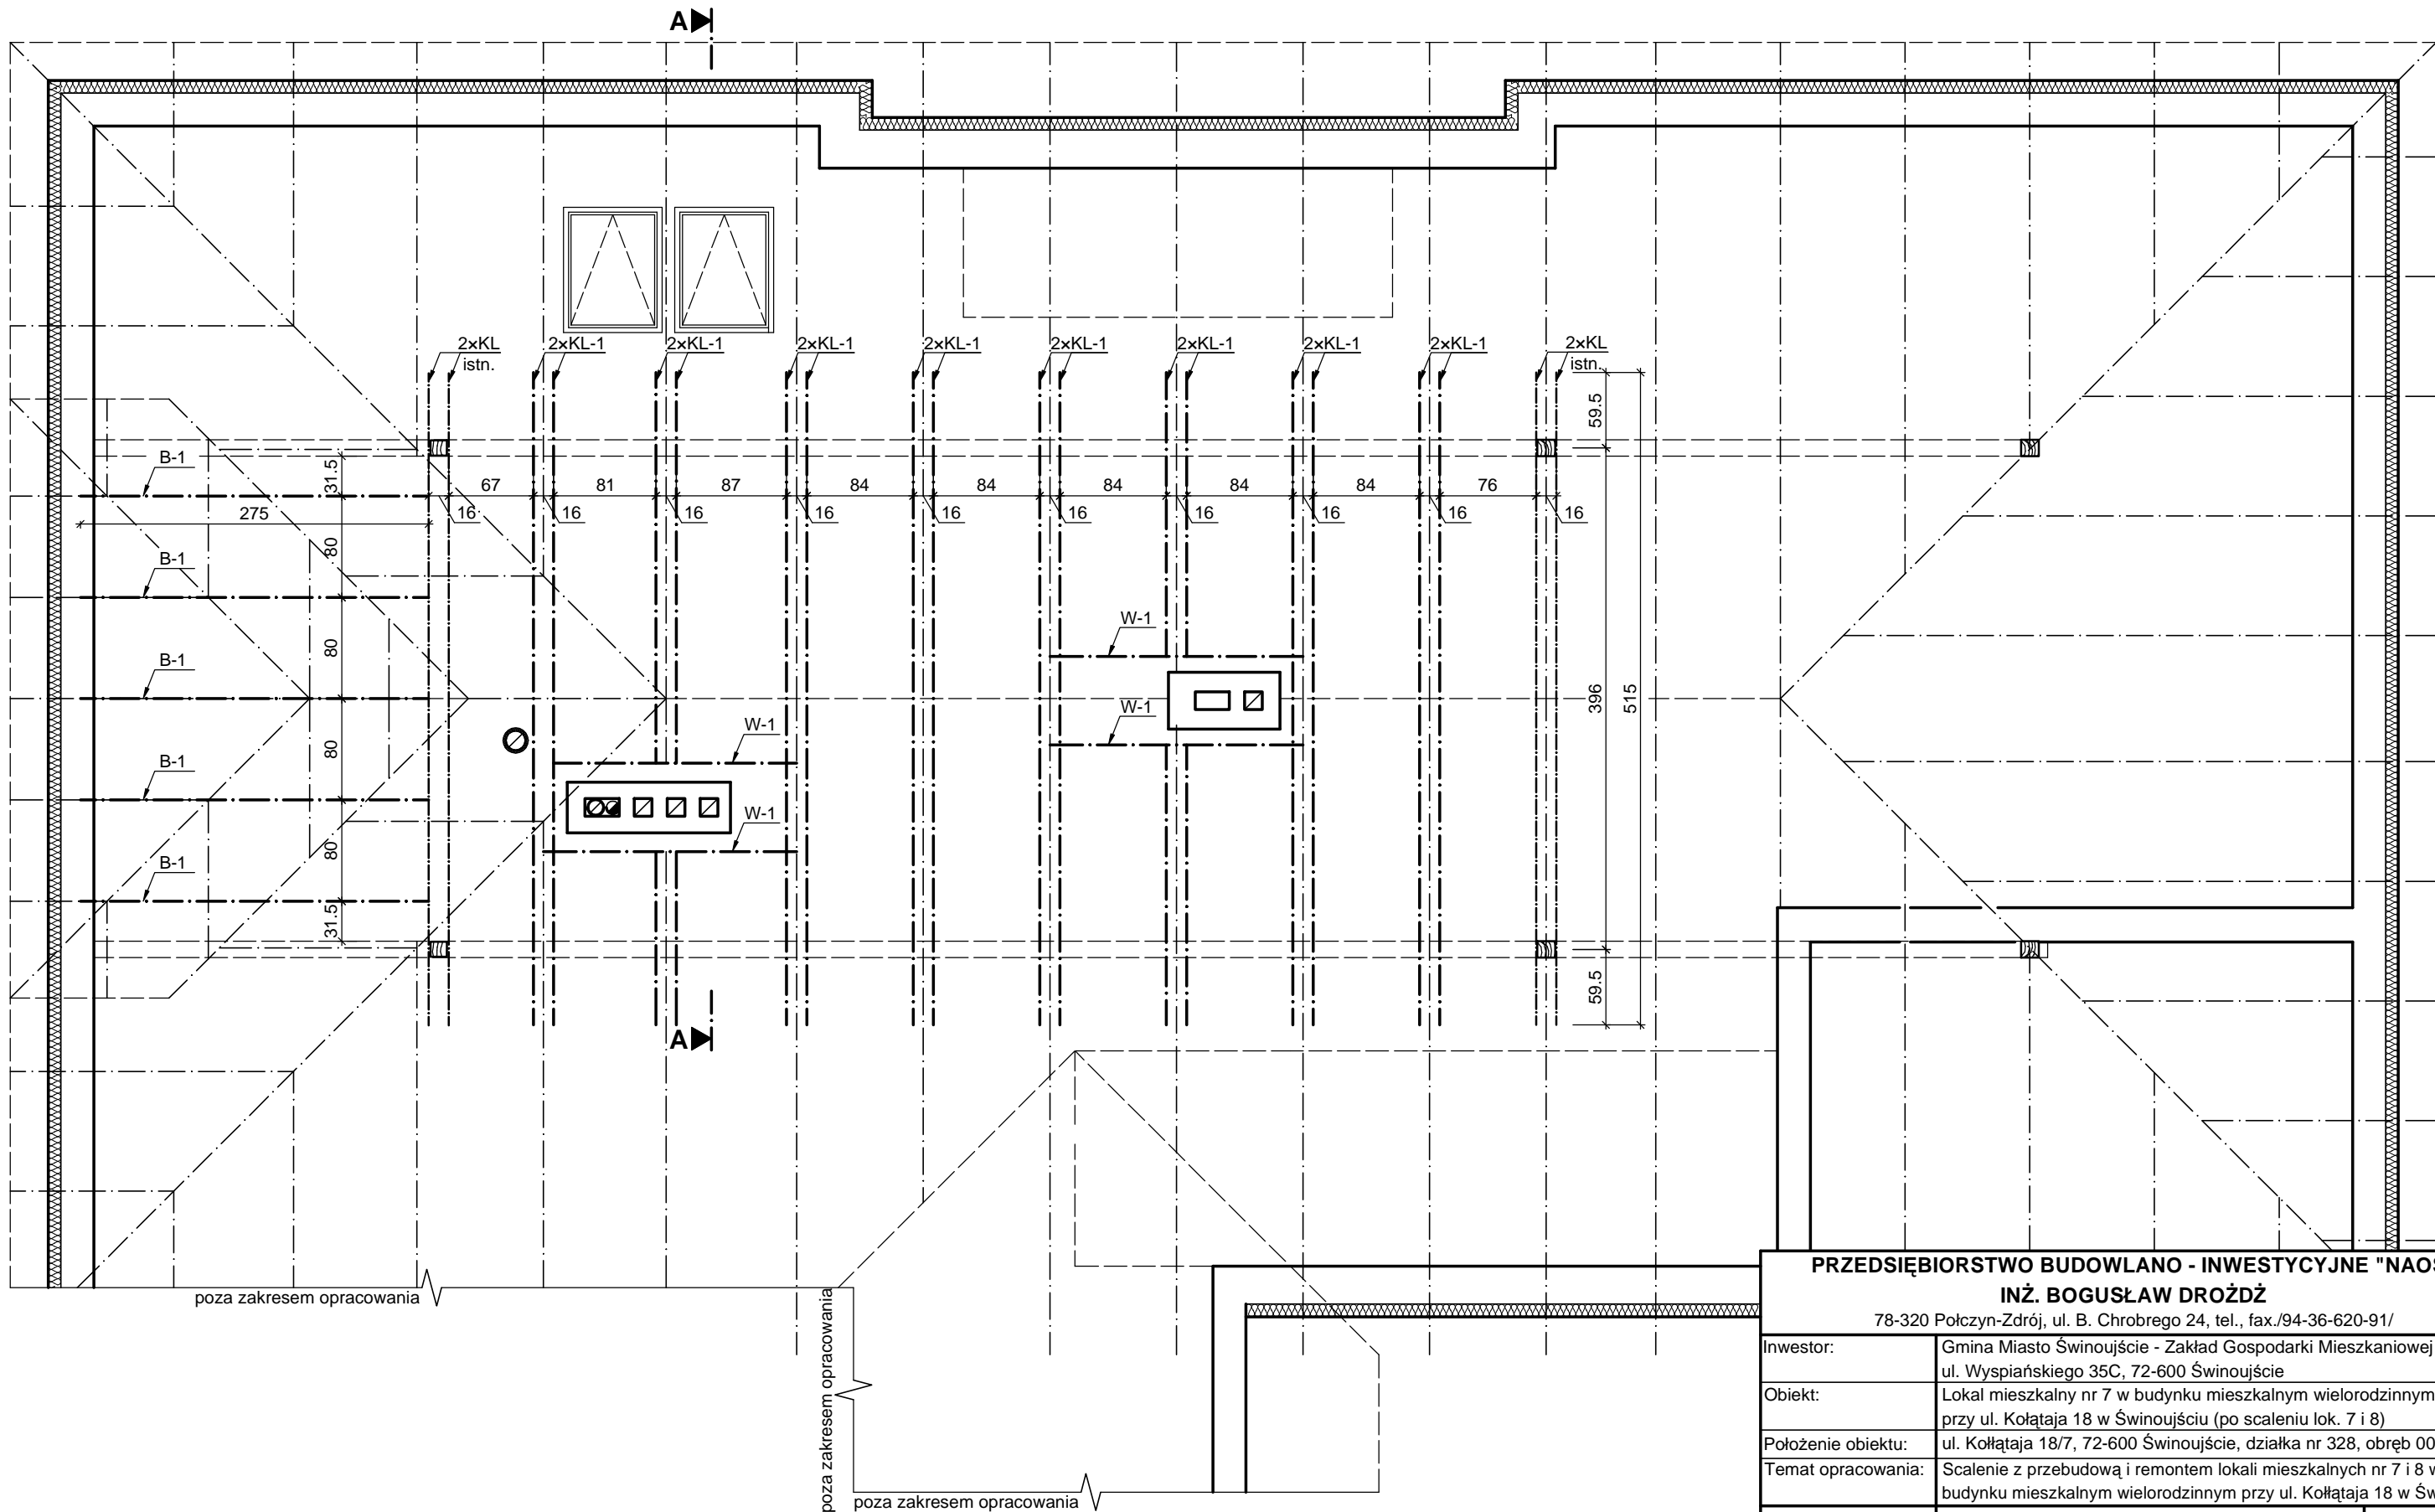 A
2×KL
istn.
2×KL-1
2×KL-1
2×KL-1
2×KL-1
2×KL-1
2×KL-1
2×KL-1
2×KL-1
2×KL
istn.
59.5
396
515
59.5
B-1
31.5
67
81
87
84
84
84
84
84
76
275
16
16
16
16
16
16
16
16
16
16
80
B-1
80
B-1
80
B-1
80
B-1
31.5
W-1
W-1
W-1
W-1
A
poza zakresem opracowania
poza zakresem opracowania
poza zakresem opracowania
PRZEDSIĘBIORSTWO BUDOWLANO - INWESTYCYJNE "NAOS
INŻ. BOGUSŁAW DROŻDŻ
78-320 Połczyn-Zdrój, ul. B. Chrobrego 24, tel., fax./94-36-620-91/
Inwestor: Gmina Miasto Świnoujście - Zakład Gospodarki Mieszkaniowej
ul. Wyspiańskiego 35C, 72-600 Świnoujście
Obiekt: Lokal mieszkalny nr 7 w budynku mieszkalnym wielorodzinnym
przy ul. Kołątaja 18 w Świnoujściu (po scaleniu lok. 7 i 8)
Położenie obiektu: ul. Kołłątaja 18/7, 72-600 Świnoujście, działka nr 328, obręb 00
Temat opracowania: Scalenie z przebudową i remontem lokali mieszkalnych nr 7 i 8 w
budynku mieszkalnym wielorodzinnym przy ul. Kołłątaja 18 w Św